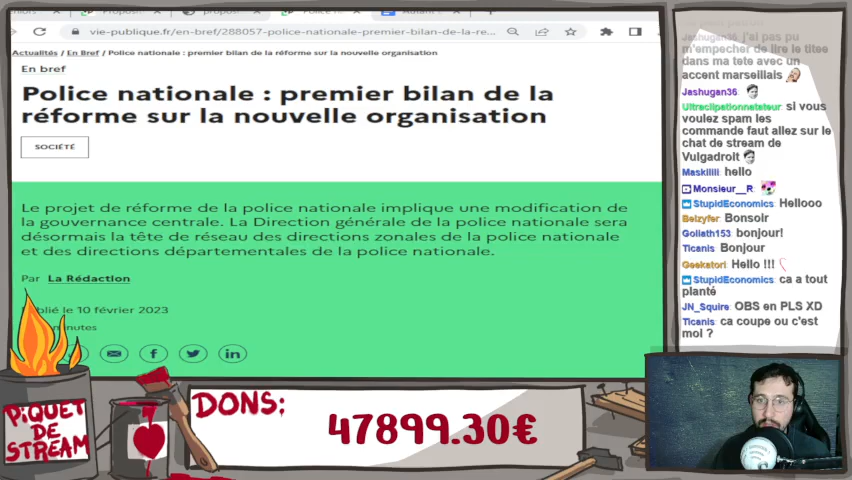 vie-publique.fr/en-bref/288057-police-nationale-premier-bilan-de-la-re...
Actualités / En Bref / Police nationale : premier bilan de la réforme sur la nouvelle organisation
En bref
Police nationale : premier bilan de la
réforme sur la nouvelle organisation
SOCIÉTÉ
Le projet de réforme de la police nationale implique une modification de
la gouvernance centrale. La Direction générale de la police nationale sera
désormais la tête de réseau des directions zonales de la police nationale
et des directions départementales de la police nationale.
Par La Rédaction
le 10 février 2023
minutes
PIQUET
DE
STREAM
DONS:
47899.30€
Jashugan36: j'ai pas pu
m'empecher de lire le titee
dans ma tete avec un
accent marseillais
Jashugan36:
Ultraclipationnetateur: si vous
voulez spam les
commande faut allez sur le
chat de stream de
Vulgadroit
Maskilili: hello
Monsieur__R:
StupidEconomics: Hellooo
Belzyfer: Bonsoir
Goliath153: bonjour!
Ticanis: Bonjour
Geekatori: Hello !!!
StupidEconomics: ca a tout
planté
JN_Squire: OBS en PLS XD
Ticanis: ca coupe ou c'est
moi ?